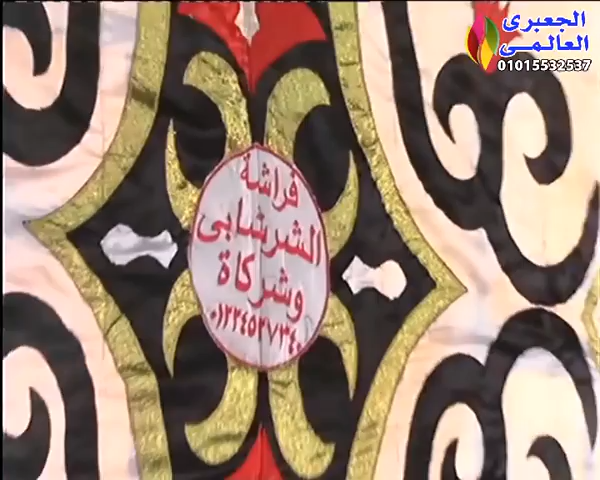 الجعبرى
العالمى
01015532537
فراشة
الشرشابى
وشركاة
٠١٢٢٤٥٢٧٣٤٠